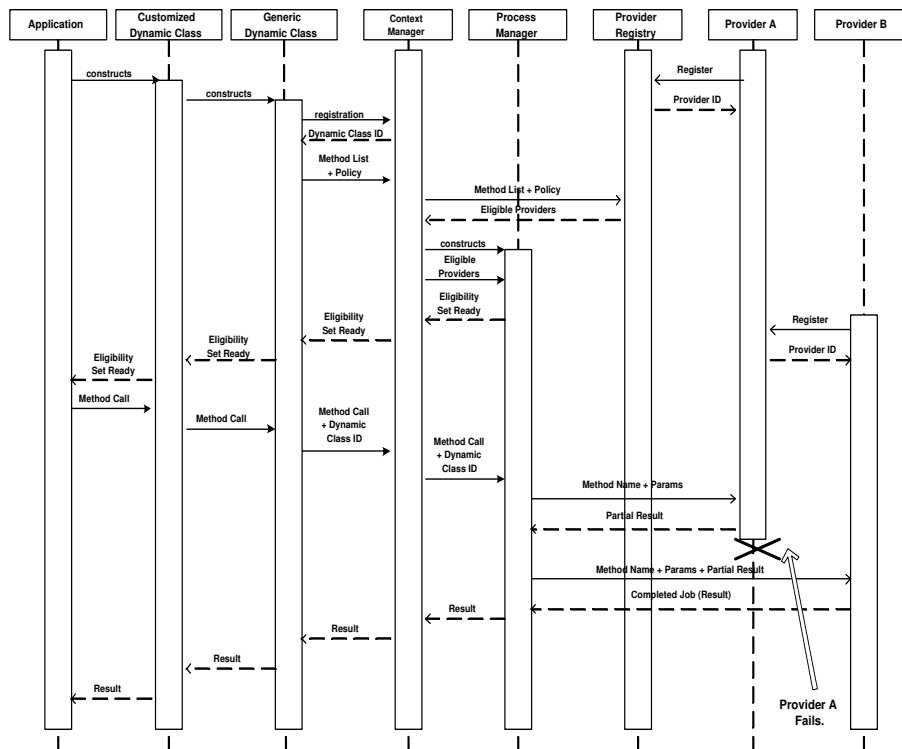 Application
Customized
Dynamic Class
Generic
Dynamic Class
Context
Manager
Process
Manager
Provider
Registry
Provider A
Provider B
constructs
Register
constructs
Provider ID
registration
Dynamic Class ID
Method List
+ Policy
Method List + Policy
Eligible Providers
constructs
Eligible
Providers
Eligibility
Set Ready
Eligibility
Set Ready
Register
Eligibility
Set Ready
Provider ID
Eligibility
Set Ready
Method Call
Method Call
Method Call
+ Dynamic
Class ID
Method Call
+ Dynamic
Class ID
Method Name + Params
Partial Result
Method Name + Params + Partial Result
Completed Job (Result)
Result
Result
Result
Result
Provider A
Fails.